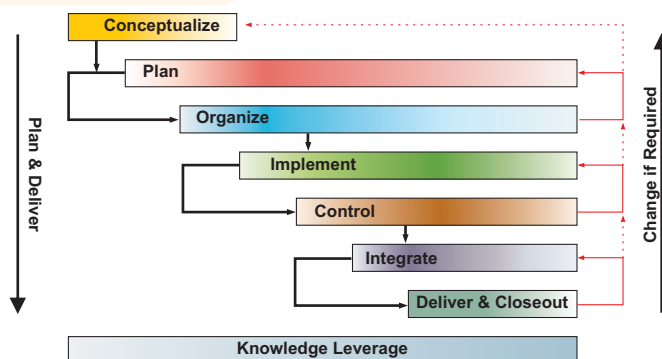 Conceptualize
Plan
Organize
Implement
Control
Integrate
Deliver & Closeout
Knowledge Leverage
Plan & Deliver
Change if Required